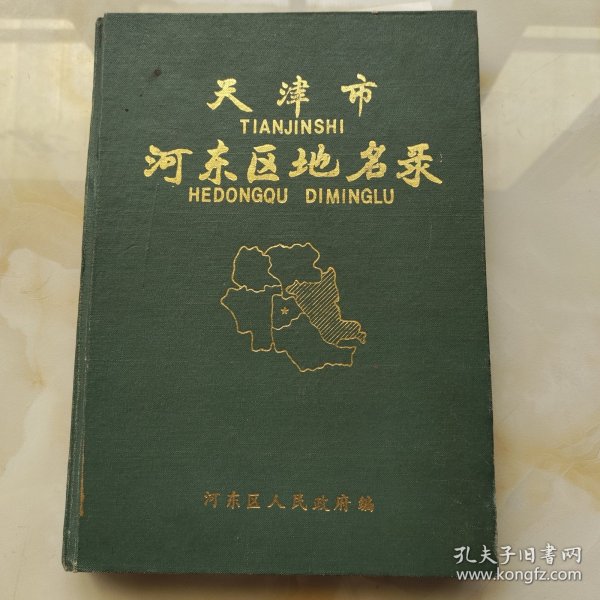 天津市
TIANJINSHI
河东区地名录
HEDONGQU DIMINGLU
河东区人民政府编
孔夫子旧书网
www.kongfz.com